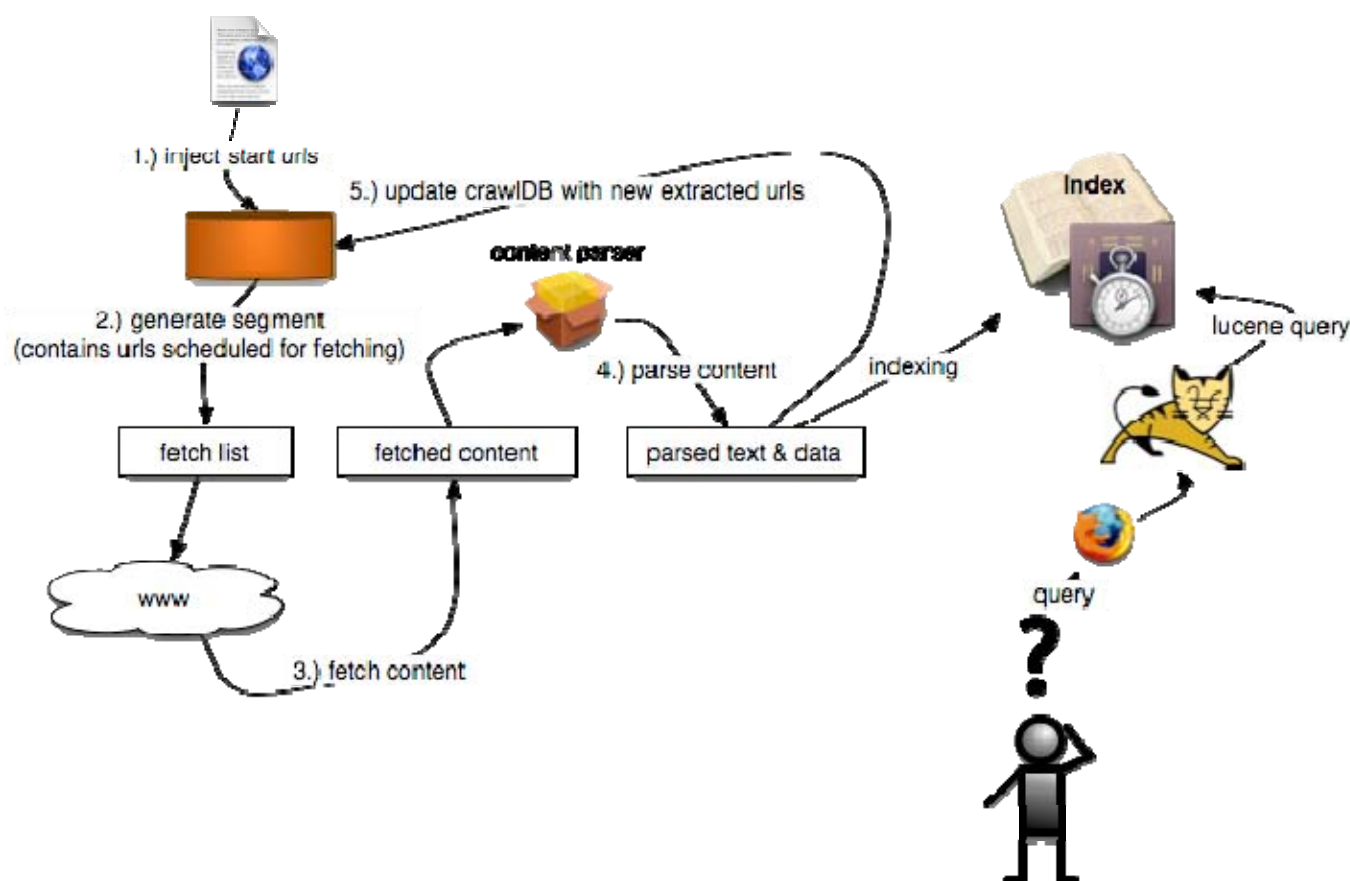 1.) inject start urls
5.) update crawlDB with new extracted urls
Index
content parser
2.) generate segment
(contains urls scheduled for fetching)
lucene query
4.) parse content
indexing
fetch list
fetched content
parsed text & data
www
query
3.) fetch content
?